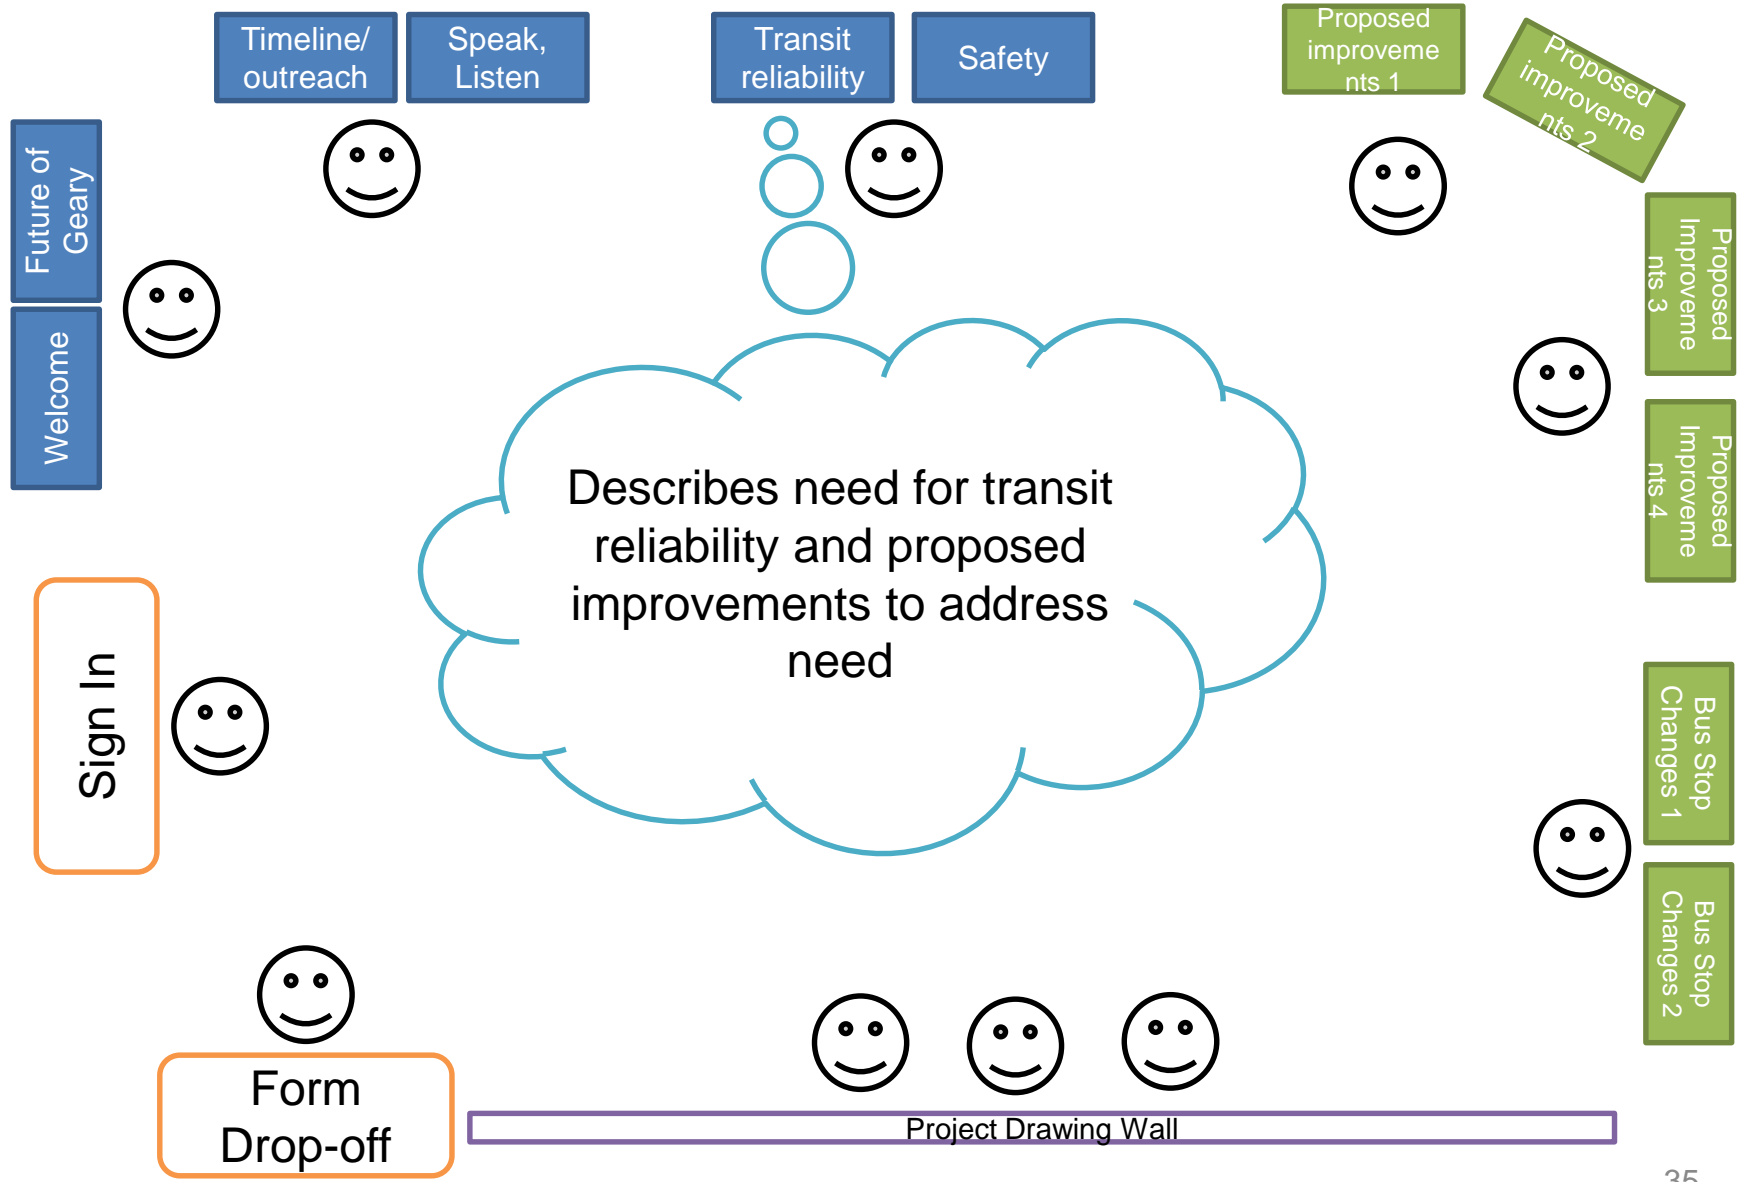 Timeline/
outreach
Speak,
Listen
Transit
reliability
Safety
Proposed
improveme
nts 1
Proposed
improveme
nts 2
Proposed
Improveme
nts 3
Proposed
Improveme
nts 4
Bus Stop
Changes 1
Bus Stop
Changes 2
Future of
Geary
Welcome
Sign In
Describes need for transit
reliability and proposed
improvements to address
need
Form
Drop-off
Project Drawing Wall
35